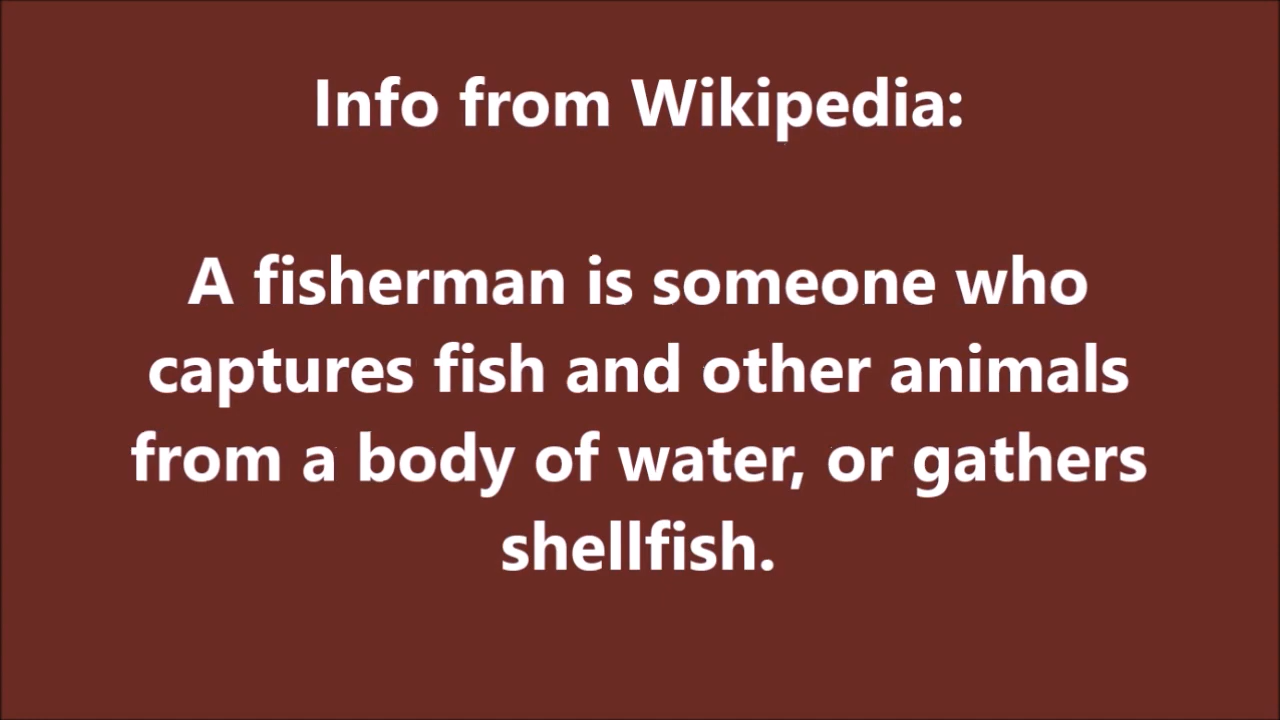 Info from Wikipedia:
A fisherman is someone who
captures fish and other animals
from a body of water, or gathers
shellfish.